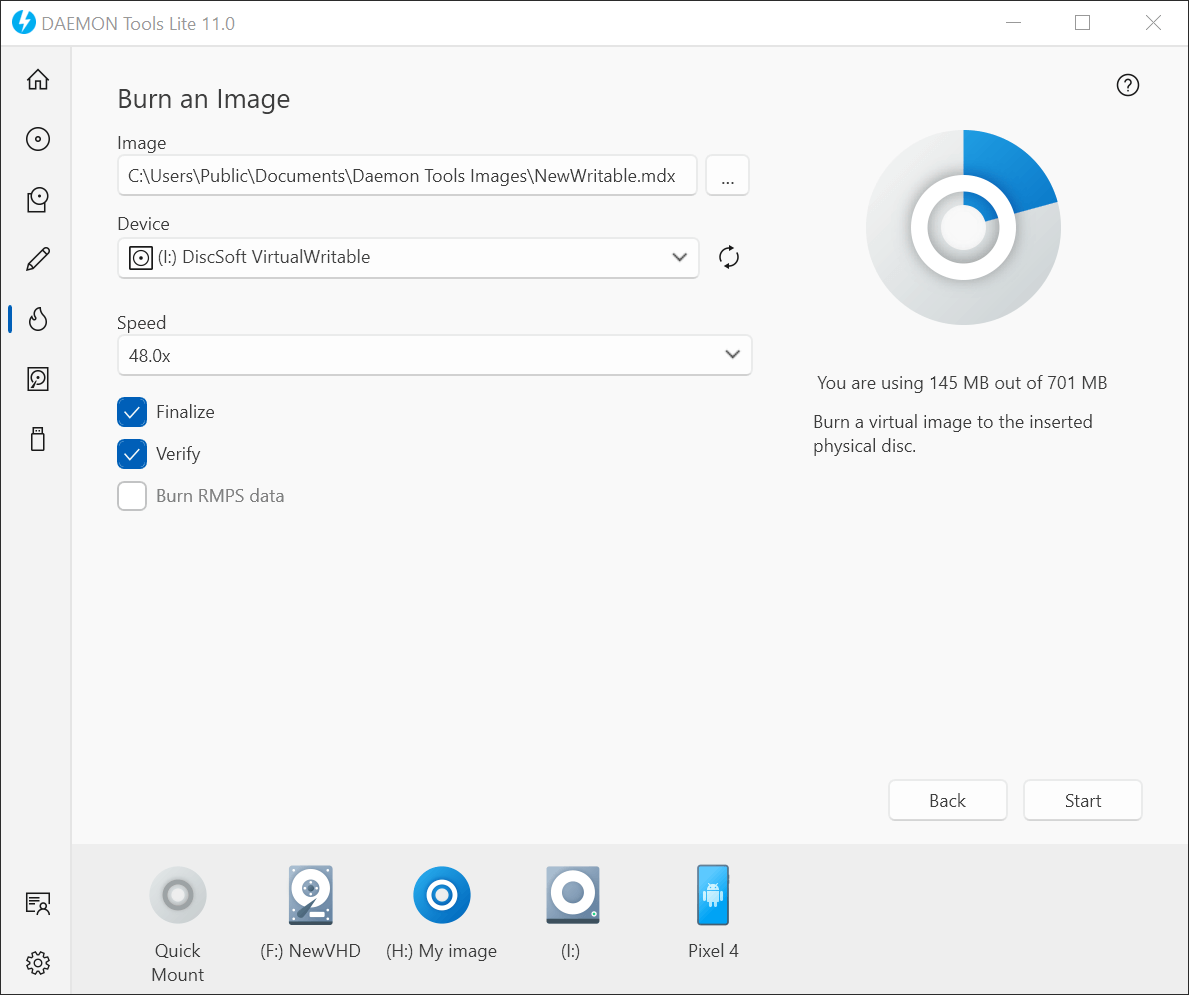 DAEMON Tools Lite 11.0
Burn an Image
Image
C:\Users\Public\Documents\Daemon Tools Images\NewWritable.mdx
...
Device
(I:) DiscSoft VirtualWritable
Speed
48.0x
Finalize
Verify
Burn RMPS data
You are using 145 MB out of 701 MB
Burn a virtual image to the inserted
physical disc.
Back
Start
Quick
Mount
(F:) NewVHD
(H:) My image
(I:)
Pixel 4